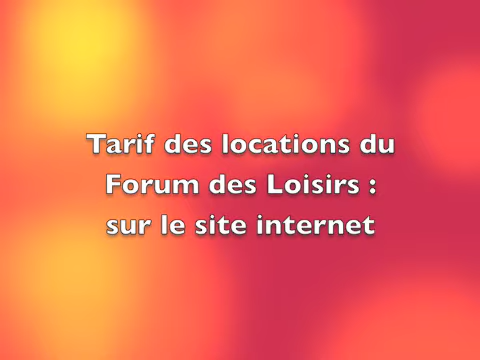 Tarif des locations du
Forum des Loisirs :
sur le site internet